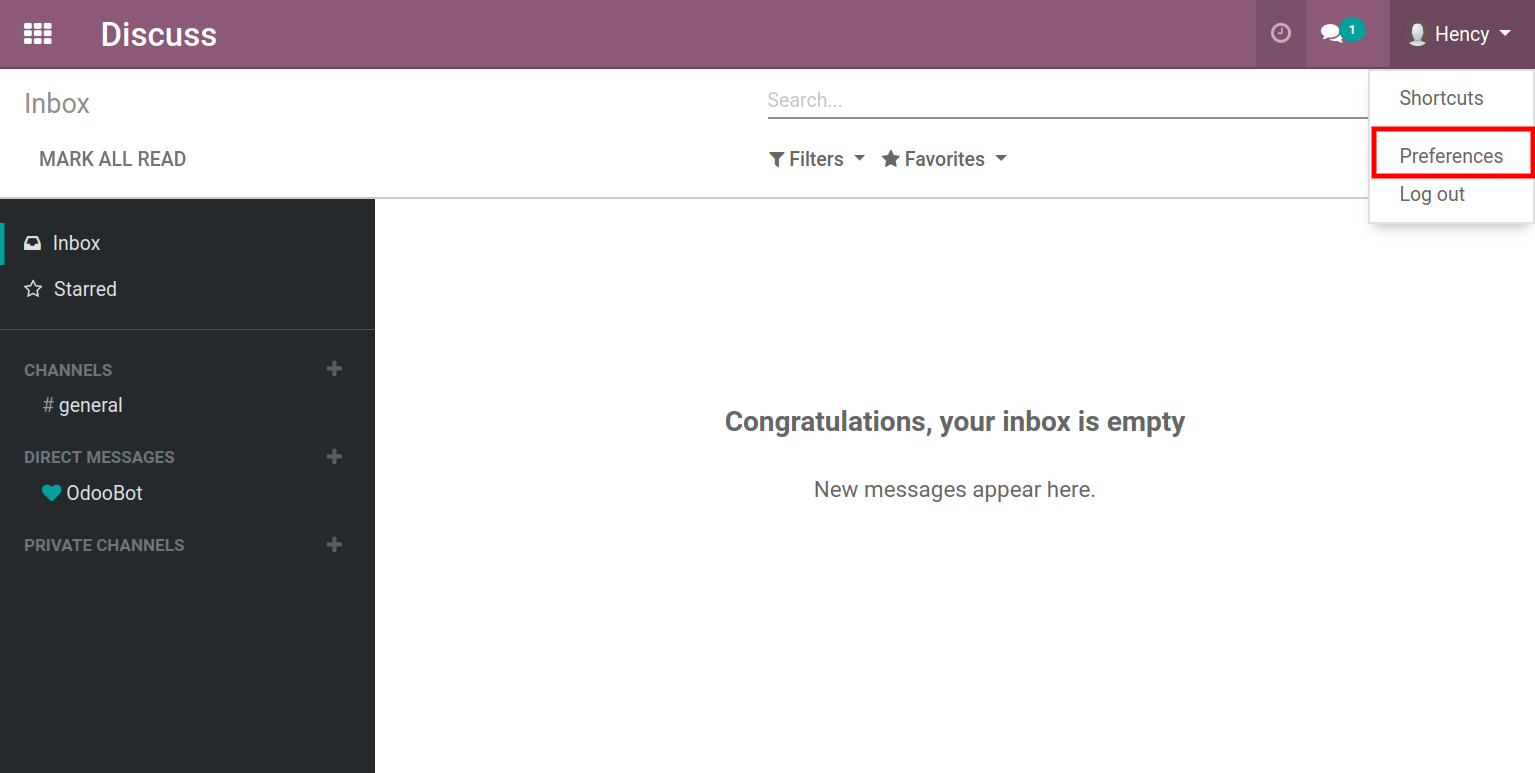 Discuss
1
Hency
Inbox
Search...
Shortcuts
MARK ALL READ
Filters
Favorites
Preferences
Log out
Inbox
Starred
CHANNELS
# general
DIRECT MESSAGES
OdooBot
PRIVATE CHANNELS
Congratulations, your inbox is empty
New messages appear here.